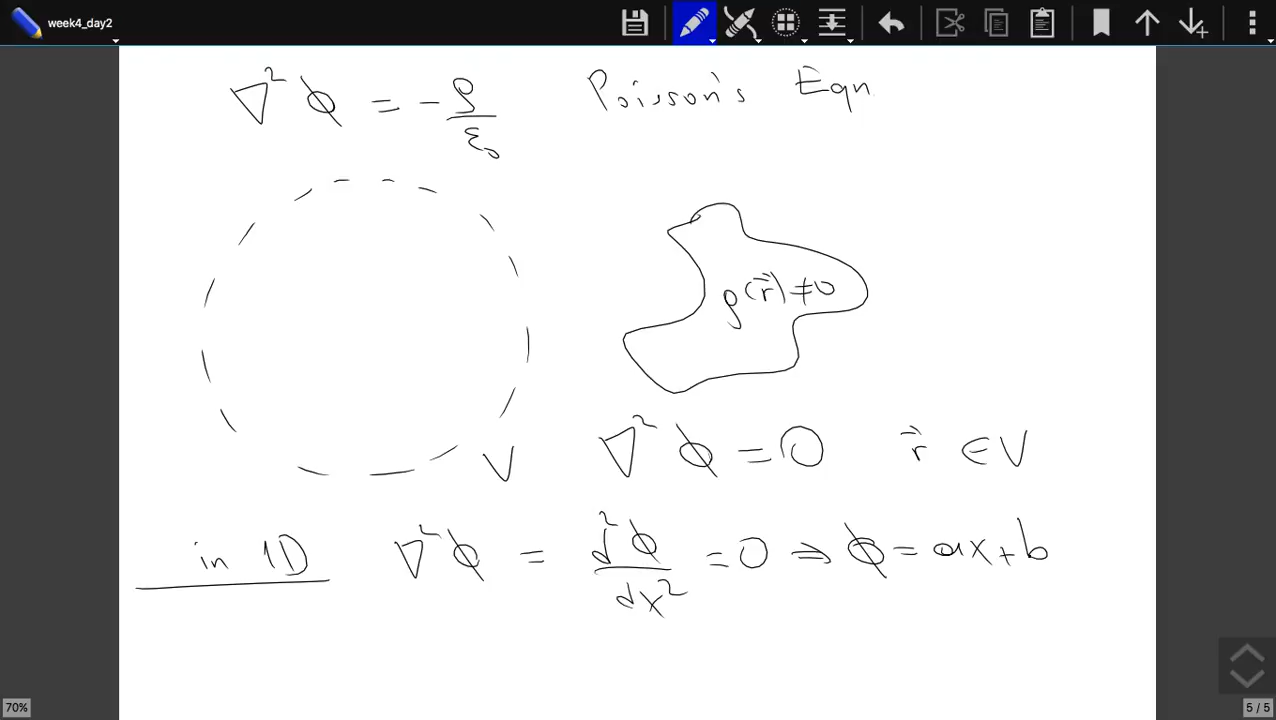 week4_day2
∇²ϕ = -ρ/ε₀ Poisson's Eqn
ρ(r⃗)≠0
V ∇²ϕ = 0 r⃗ ∈ V
in 1D ∇²ϕ = d²ϕ/dx² = 0 ⇒ ϕ = ax + b
70%
5 / 5